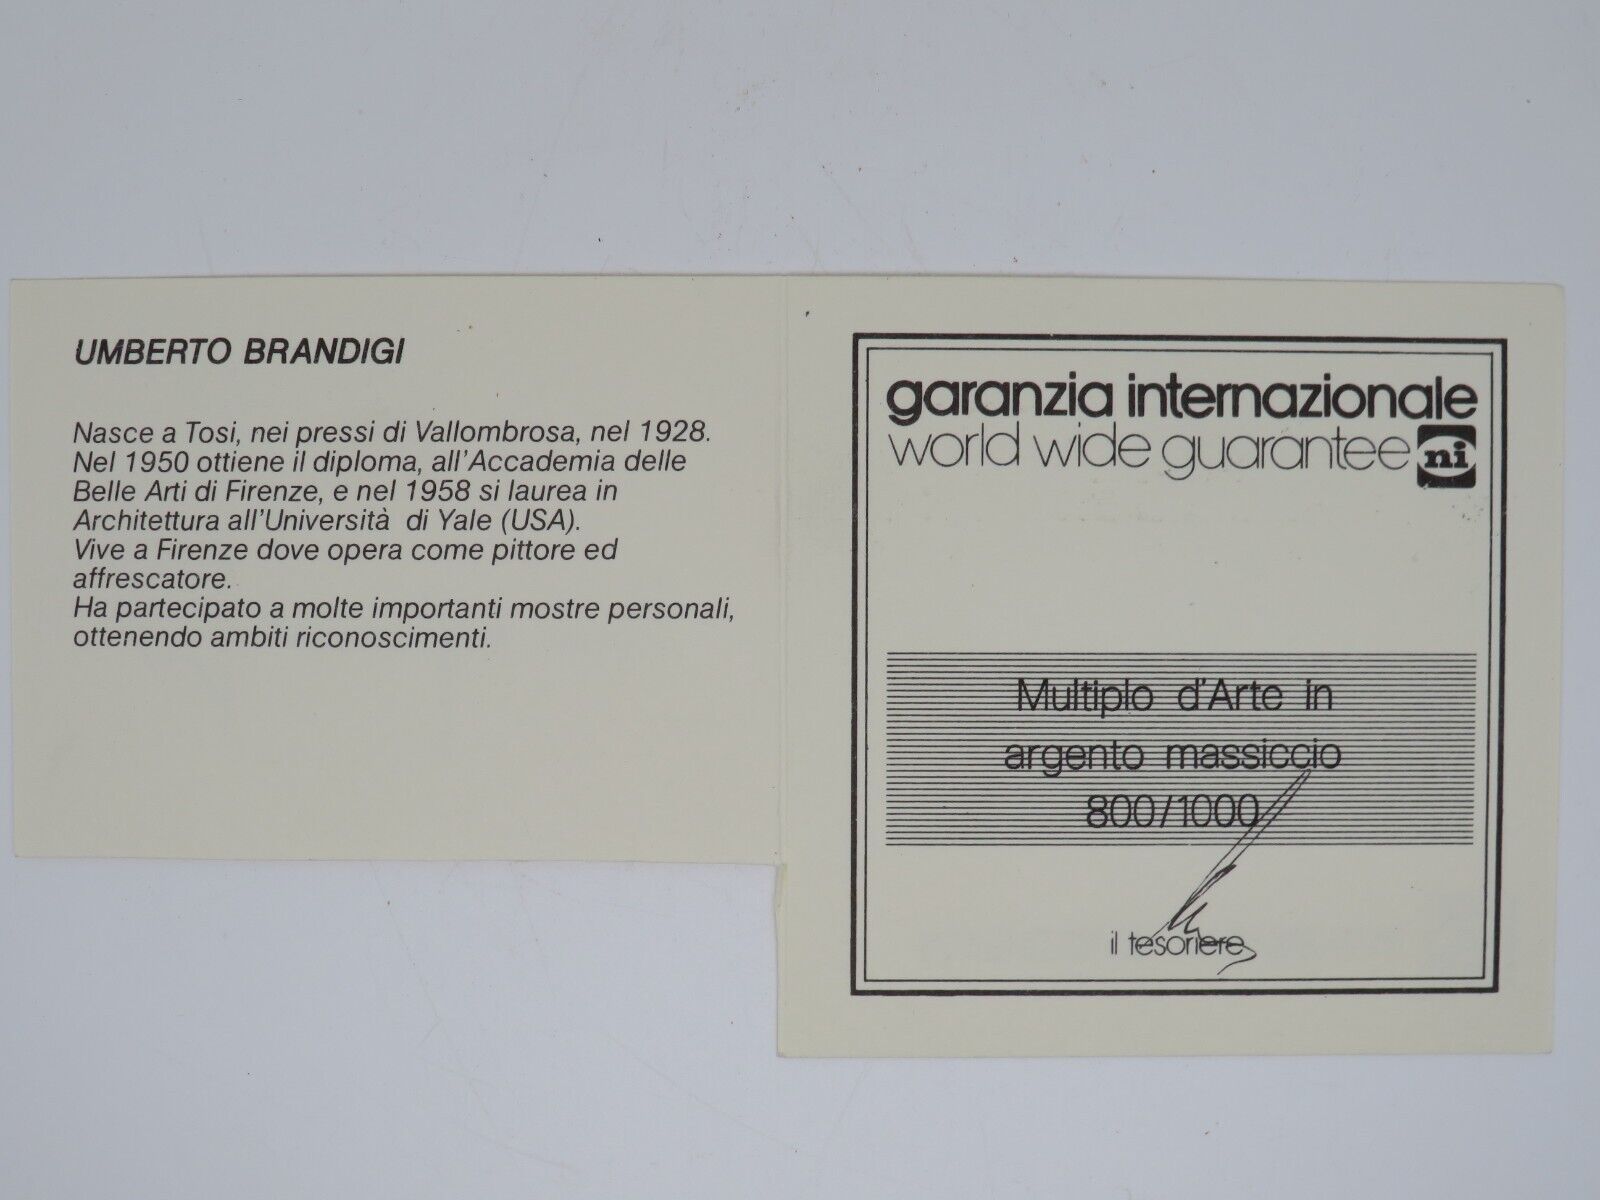 UMBERTO BRANDIGI
Nasce a Tosi, nei pressi di Vallombrosa, nel 1928.
Nel 1950 ottiene il diploma, all'Accademia delle
Belle Arti di Firenze, e nel 1958 si laurea in
Architettura all'Università di Yale (USA).
Vive a Firenze dove opera come pittore ed
affrescatore.
Ha partecipato a molte importanti mostre personali,
ottenendo ambiti riconoscimenti.
garanzia internazionale
world wide guarantee ni
Multiplo d'Arte in
argento massiccio
800/1000
il tesoriere